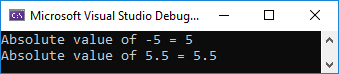 Microsoft Visual Studio Debug...
Absolute value of -5 = 5
Absolute value of 5.5 = 5.5